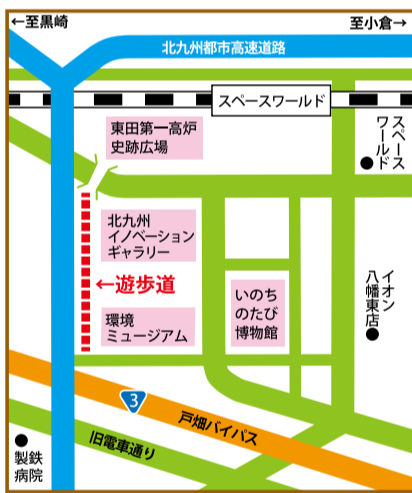 ←至黒崎
至小倉→
北九州都市高速道路
スペースワールド
東田第一高炉
史跡広場
スペース
ワールド
北九州
イノベーション
ギャラリー
←遊歩道
環境
ミュージアム
いのち
のたび
博物館
イオン
八幡東店
3
戸畑バイパス
旧電車通り
製鉄
病院